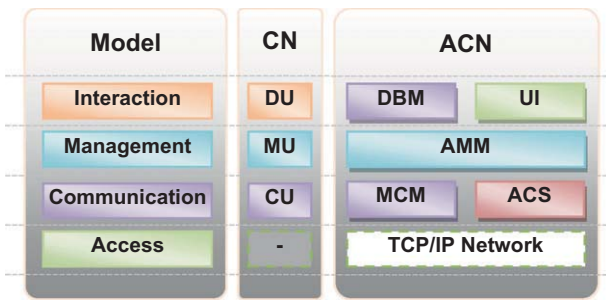 Model CN ACN
Interaction DU DBM UI
Management MU AMM
Communication CU MCM ACS
Access - TCP/IP Network